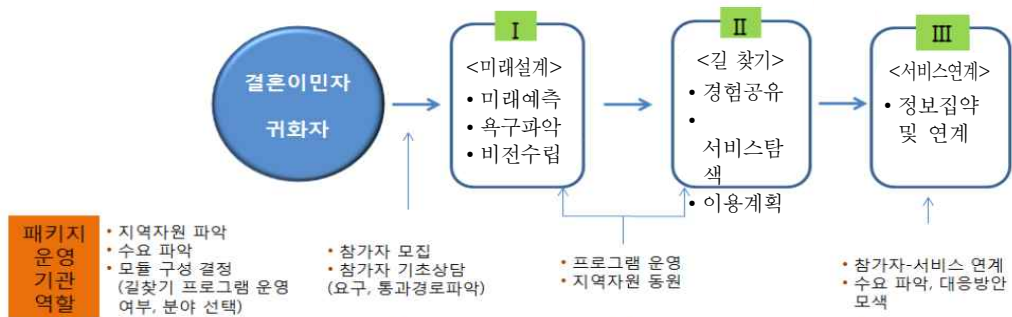 결혼이민자
귀화자
Ⅰ
<미래설계>
• 미래예측
• 욕구파악
• 비전수립
Ⅱ
<길 찾기>
• 경험공유
•
서비스탐
색
• 이용계획
Ⅲ
<서비스연계>
• 정보집약
및 연계
패키지
운영
기관
역할
• 지역자원 파악
• 수요 파악
• 모듈 구성 결정
(길찾기 프로그램 운영
여부, 분야 선택)
• 참가자 모집
• 참가자 기초상담
(요구, 통과경로파악)
• 프로그램 운영
• 지역자원 동원
• 참가자-서비스 연계
• 수요 파악, 대응방안
모색